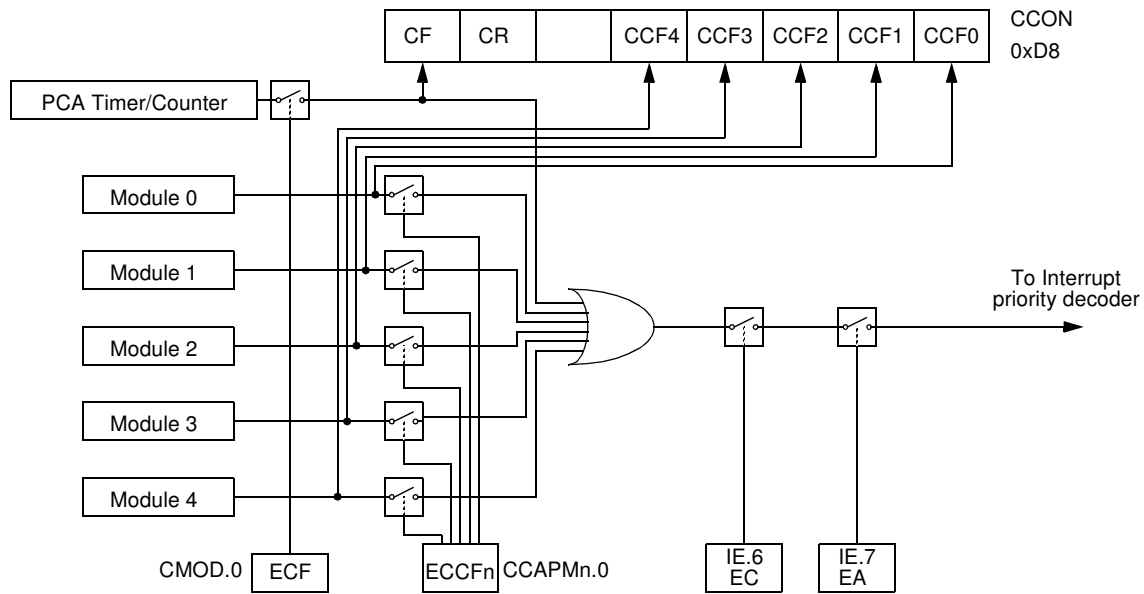 CF CR CCF4 CCF3 CCF2 CCF1 CCF0
CCON
0xD8
PCA Timer/Counter
Module 0
Module 1
Module 2
Module 3
Module 4
To Interrupt
priority decoder
CMOD.0
ECF
ECCFn
CCAPMn.0
IE.6
EC
IE.7
EA